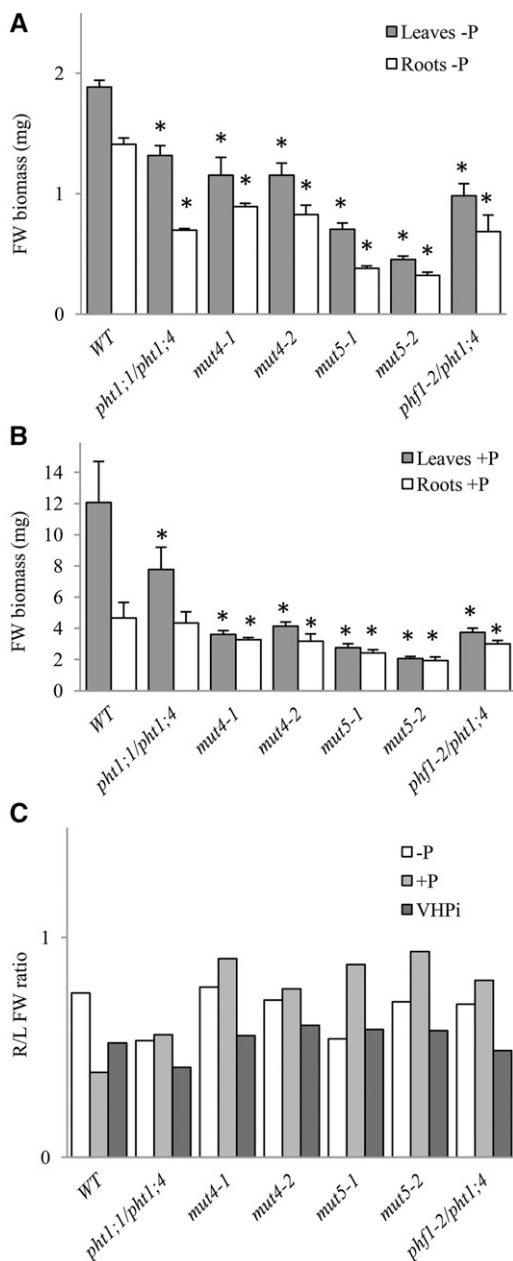 A
Leaves -P
Roots -P
FW biomass (mg)
2
1
0
WT
pht1;1/pht1;4
mut4-1
mut4-2
mut5-1
mut5-2
phf1-2/pht1;4
* * * * * * * * * * * *
B
Leaves +P
Roots +P
FW biomass (mg)
14
12
10
8
6
4
2
0
WT
pht1;1/pht1;4
mut4-1
mut4-2
mut5-1
mut5-2
phf1-2/pht1;4
* * * * * * * * * * *
C
-P
+P
VHPi
R/L FW ratio
1
0
WT
pht1;1/pht1;4
mut4-1
mut4-2
mut5-1
mut5-2
phf1-2/pht1;4